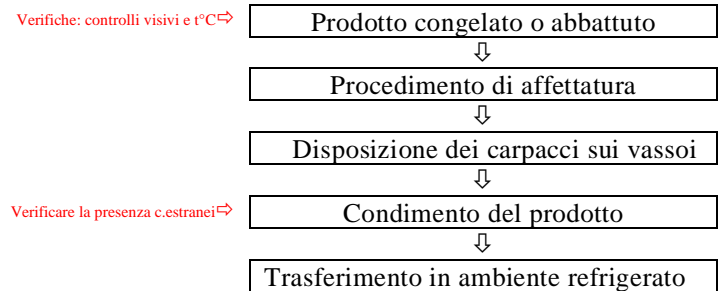 Verifiche: controlli visivi e t°C⇨ Prodotto congelato o abbattuto
⇩
Procedimento di affettatura
⇩
Disposizione dei carpacci sui vassoi
⇩
Verificare la presenza c.estranei⇨ Condimento del prodotto
⇩
Trasferimento in ambiente refrigerato